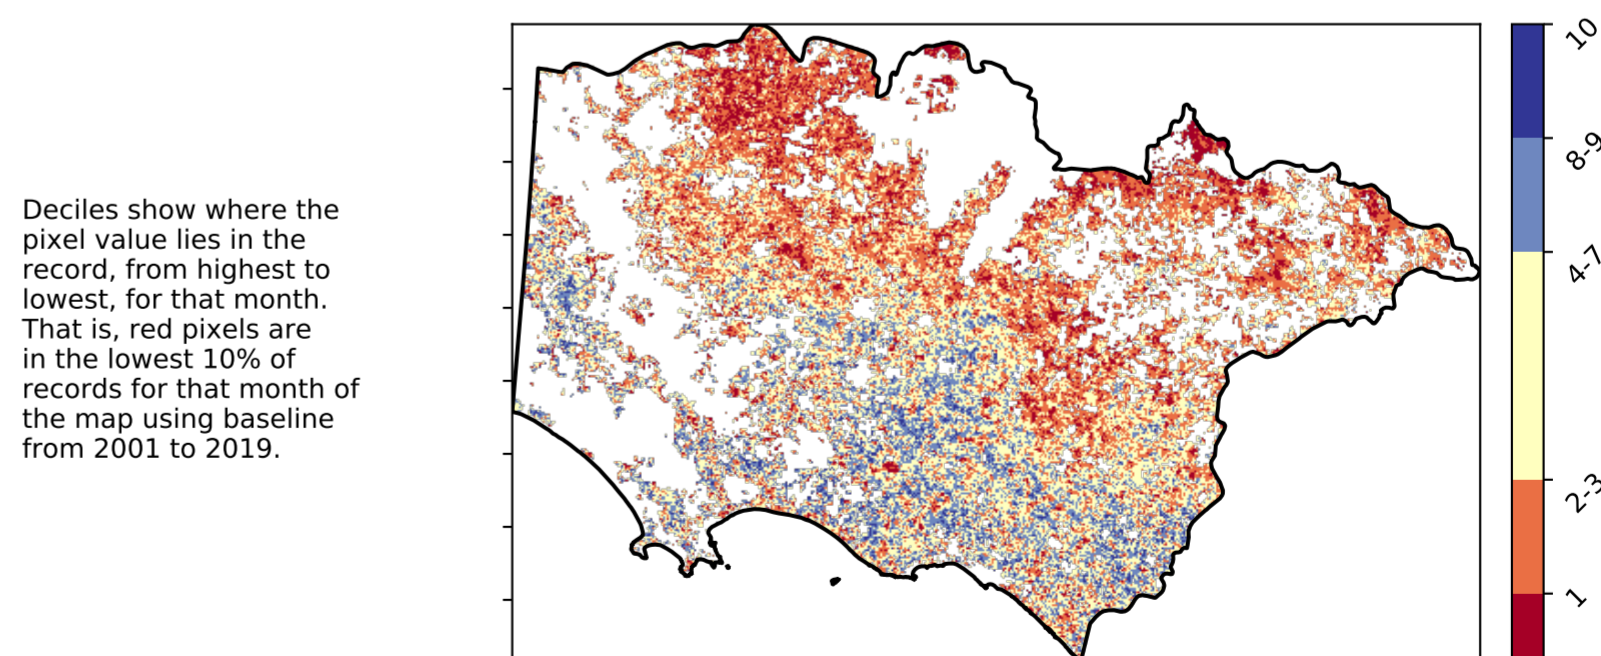 Deciles show where the
pixel value lies in the
record, from highest to
lowest, for that month.
That is, red pixels are
in the lowest 10% of
records for that month of
the map using baseline
from 2001 to 2019.
10
8-9
4-7
2-3
1